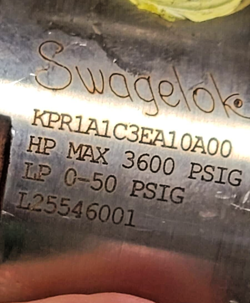 Swagelok
KPR1A1C3EA10A00
HP MAX 3600 PSIG
LP 0-50 PSIG
L25546001